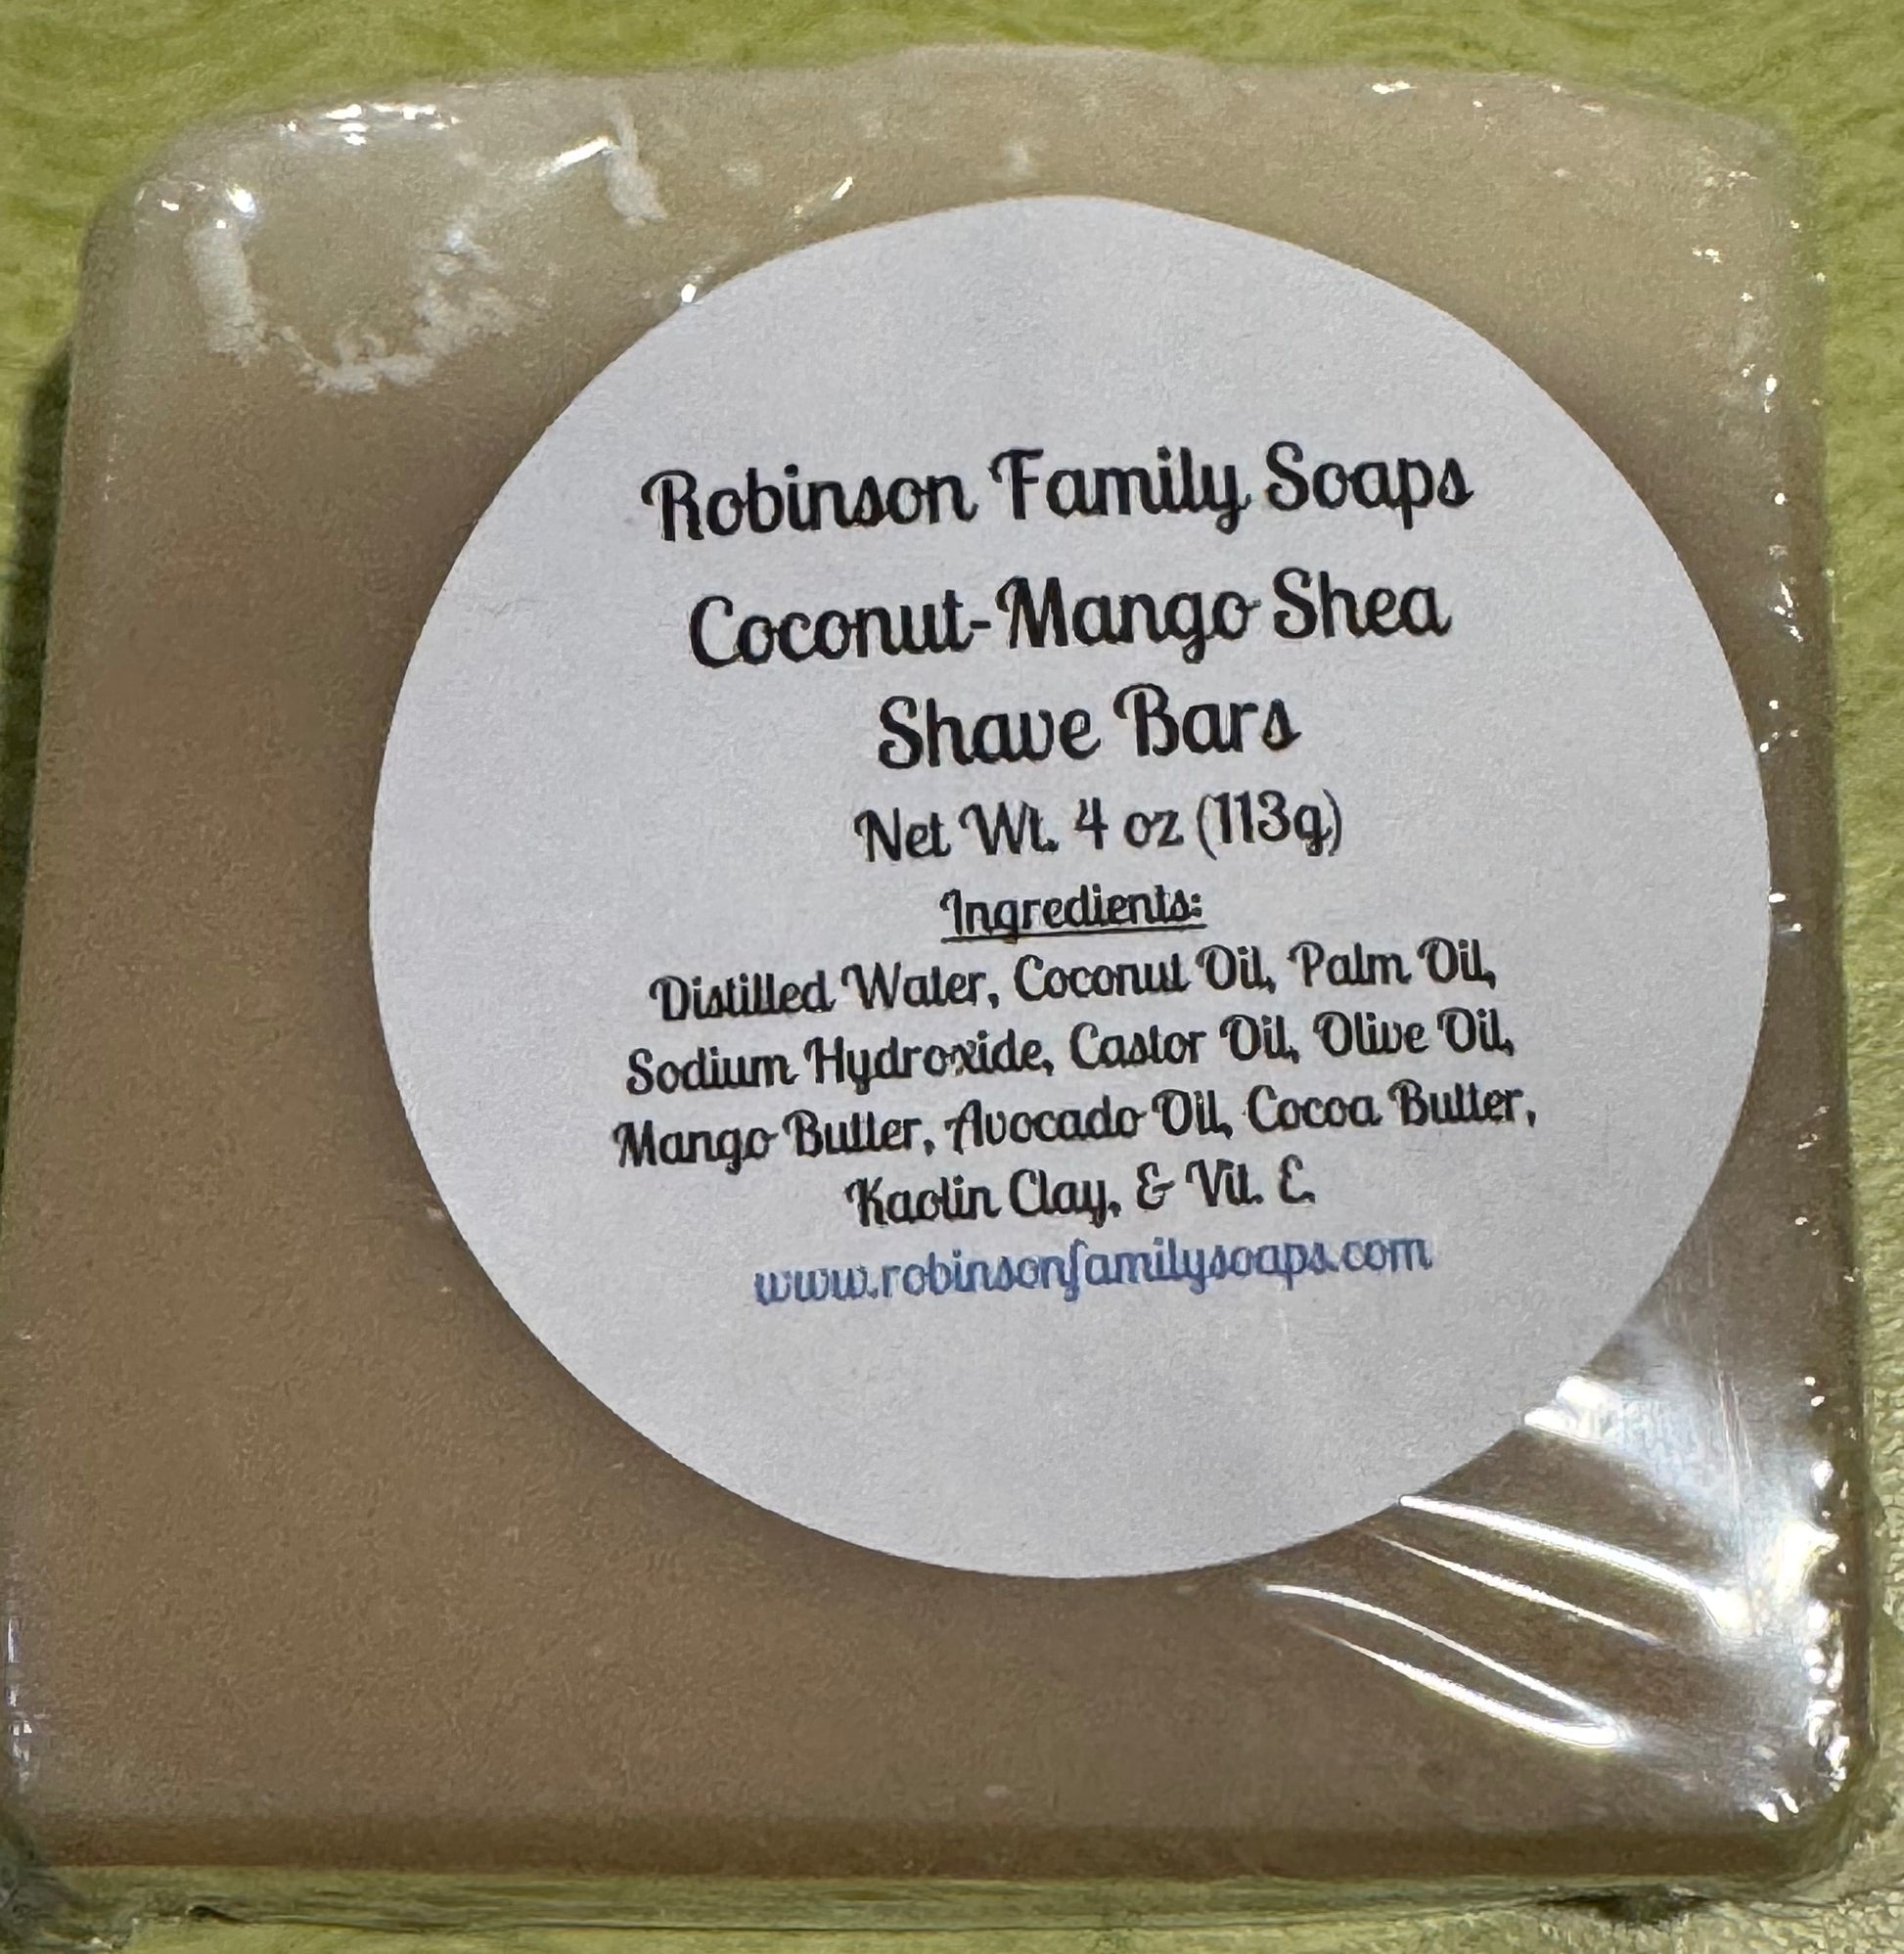 Robinson Family Soaps
Coconut-Mango Shea
Shave Bars
Net Wt. 4 oz (113g)
Ingredients:
Distilled Water, Coconut Oil, Palm Oil,
Sodium Hydroxide, Castor Oil, Olive Oil,
Mango Butter, Avocado Oil, Cocoa Butter,
Kaolin Clay, & Vit. E.
www.robinsonfamilysoaps.com